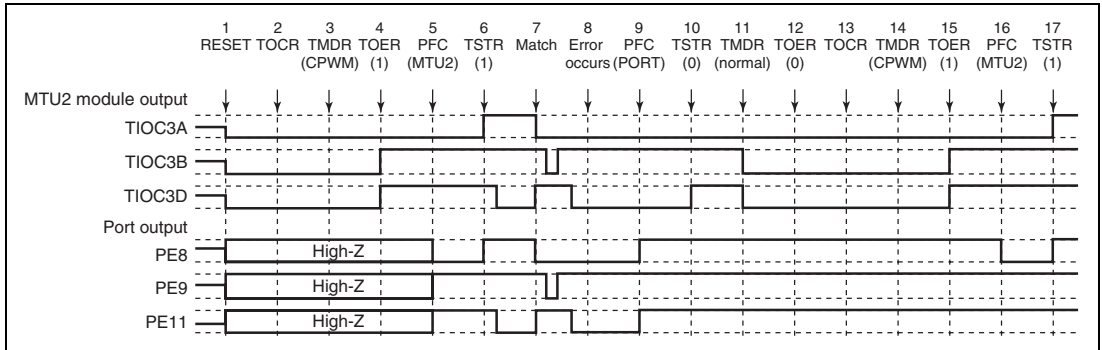 1 2 3 4 5 6 7 8 9 10 11 12 13 14 15 16 17
RESET TOCR TMDR TOER PFC TSTR Match Error PFC TSTR TMDR TOER TOCR TMDR TOER PFC TSTR
(CPWM) (1) (MTU2) (1) occurs (PORT) (0) (normal) (0) (CPWM) (1) (MTU2) (1)
MTU2 module output
TIOC3A
TIOC3B
TIOC3D
Port output
PE8 High-Z
PE9 High-Z
PE11 High-Z